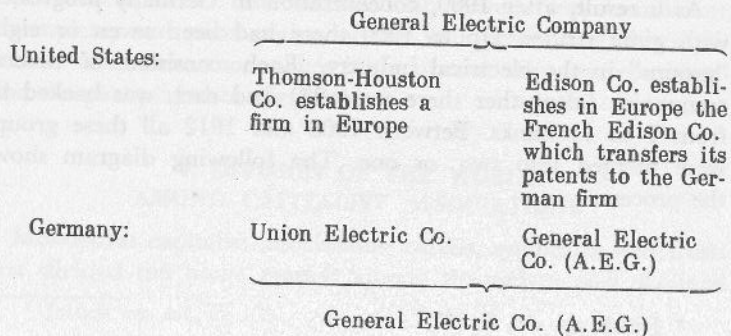 General Electric Company
United States:
Thomson-Houston
Co. establishes a
firm in Europe
Edison Co. establi-
shes in Europe the
French Edison Co.
which transfers its
patents to the Ger-
man firm
Germany:
Union Electric Co.
General Electric
Co. (A.E.G.)
General Electric Co. (A.E.G.)